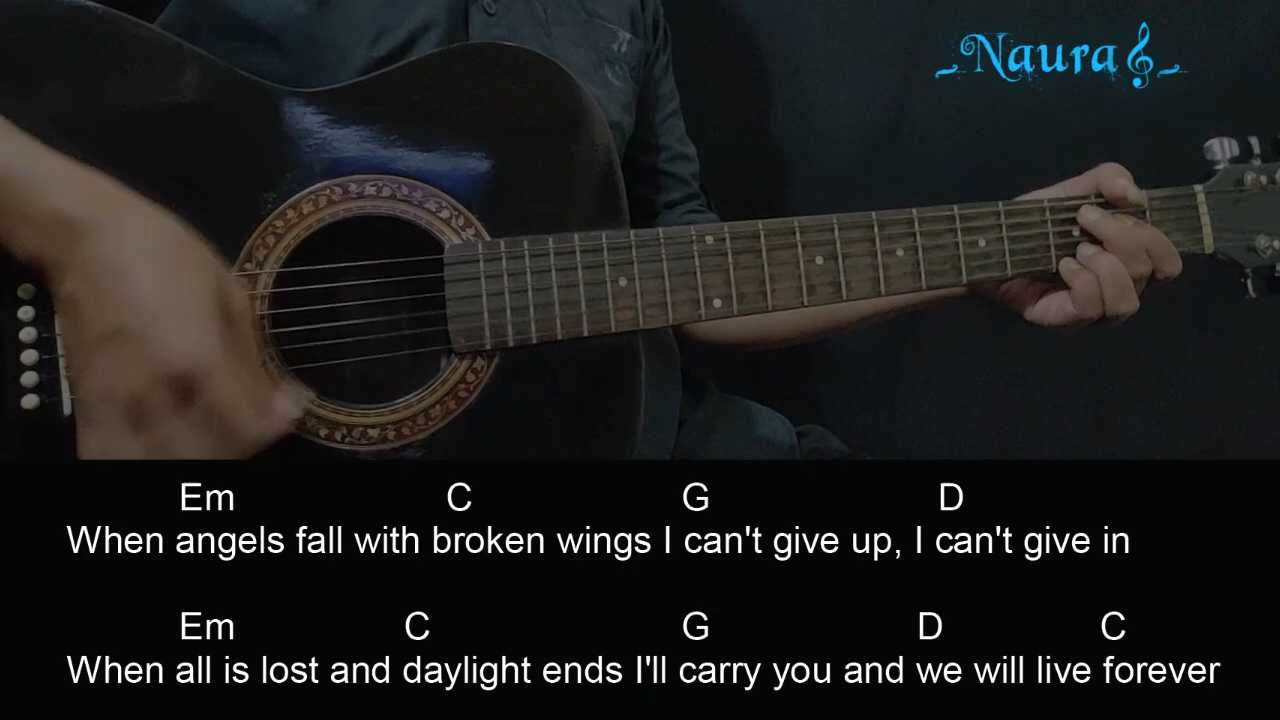 Naura
Em C G D
When angels fall with broken wings I can't give up, I can't give in
Em C G D C
When all is lost and daylight ends I'll carry you and we will live forever